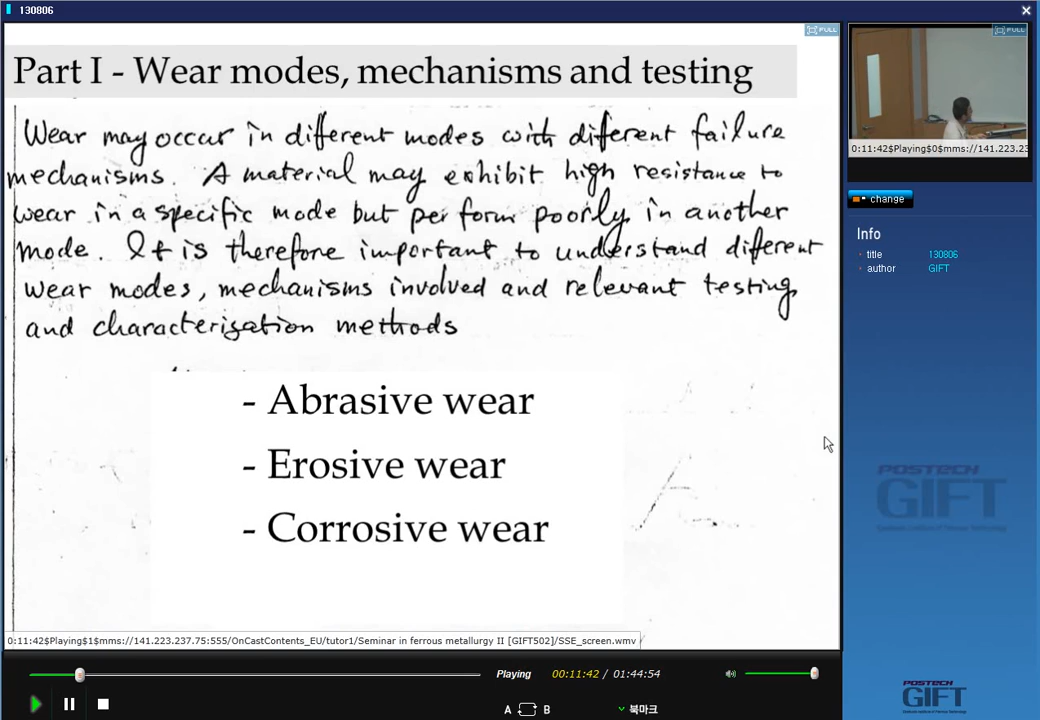 130806
FULL
FULL
Part I - Wear modes, mechanisms and testing
Wear may occur in different modes with different failure
mechanisms. A material may exhibit high resistance to
wear in a specific mode but perform poorly in another
mode. It is therefore important to understand different
wear modes, mechanisms involved and relevant testing
and characterization methods
- Abrasive wear
- Erosive wear
- Corrosive wear
0:11:42$Playing$1$mms://141.223.237.75:555/OnCastContents_EU/tutor1/Seminar in ferrous metallurgy II [GIFT502]/SSE_screen.wmv
0:11:42$Playing$0$mms://141.223.23
change
Info
title 130806
author GIFT
POSTECH
GIFT
Playing 00:11:42 / 01:44:54
A B 북마크
POSTECH
GIFT